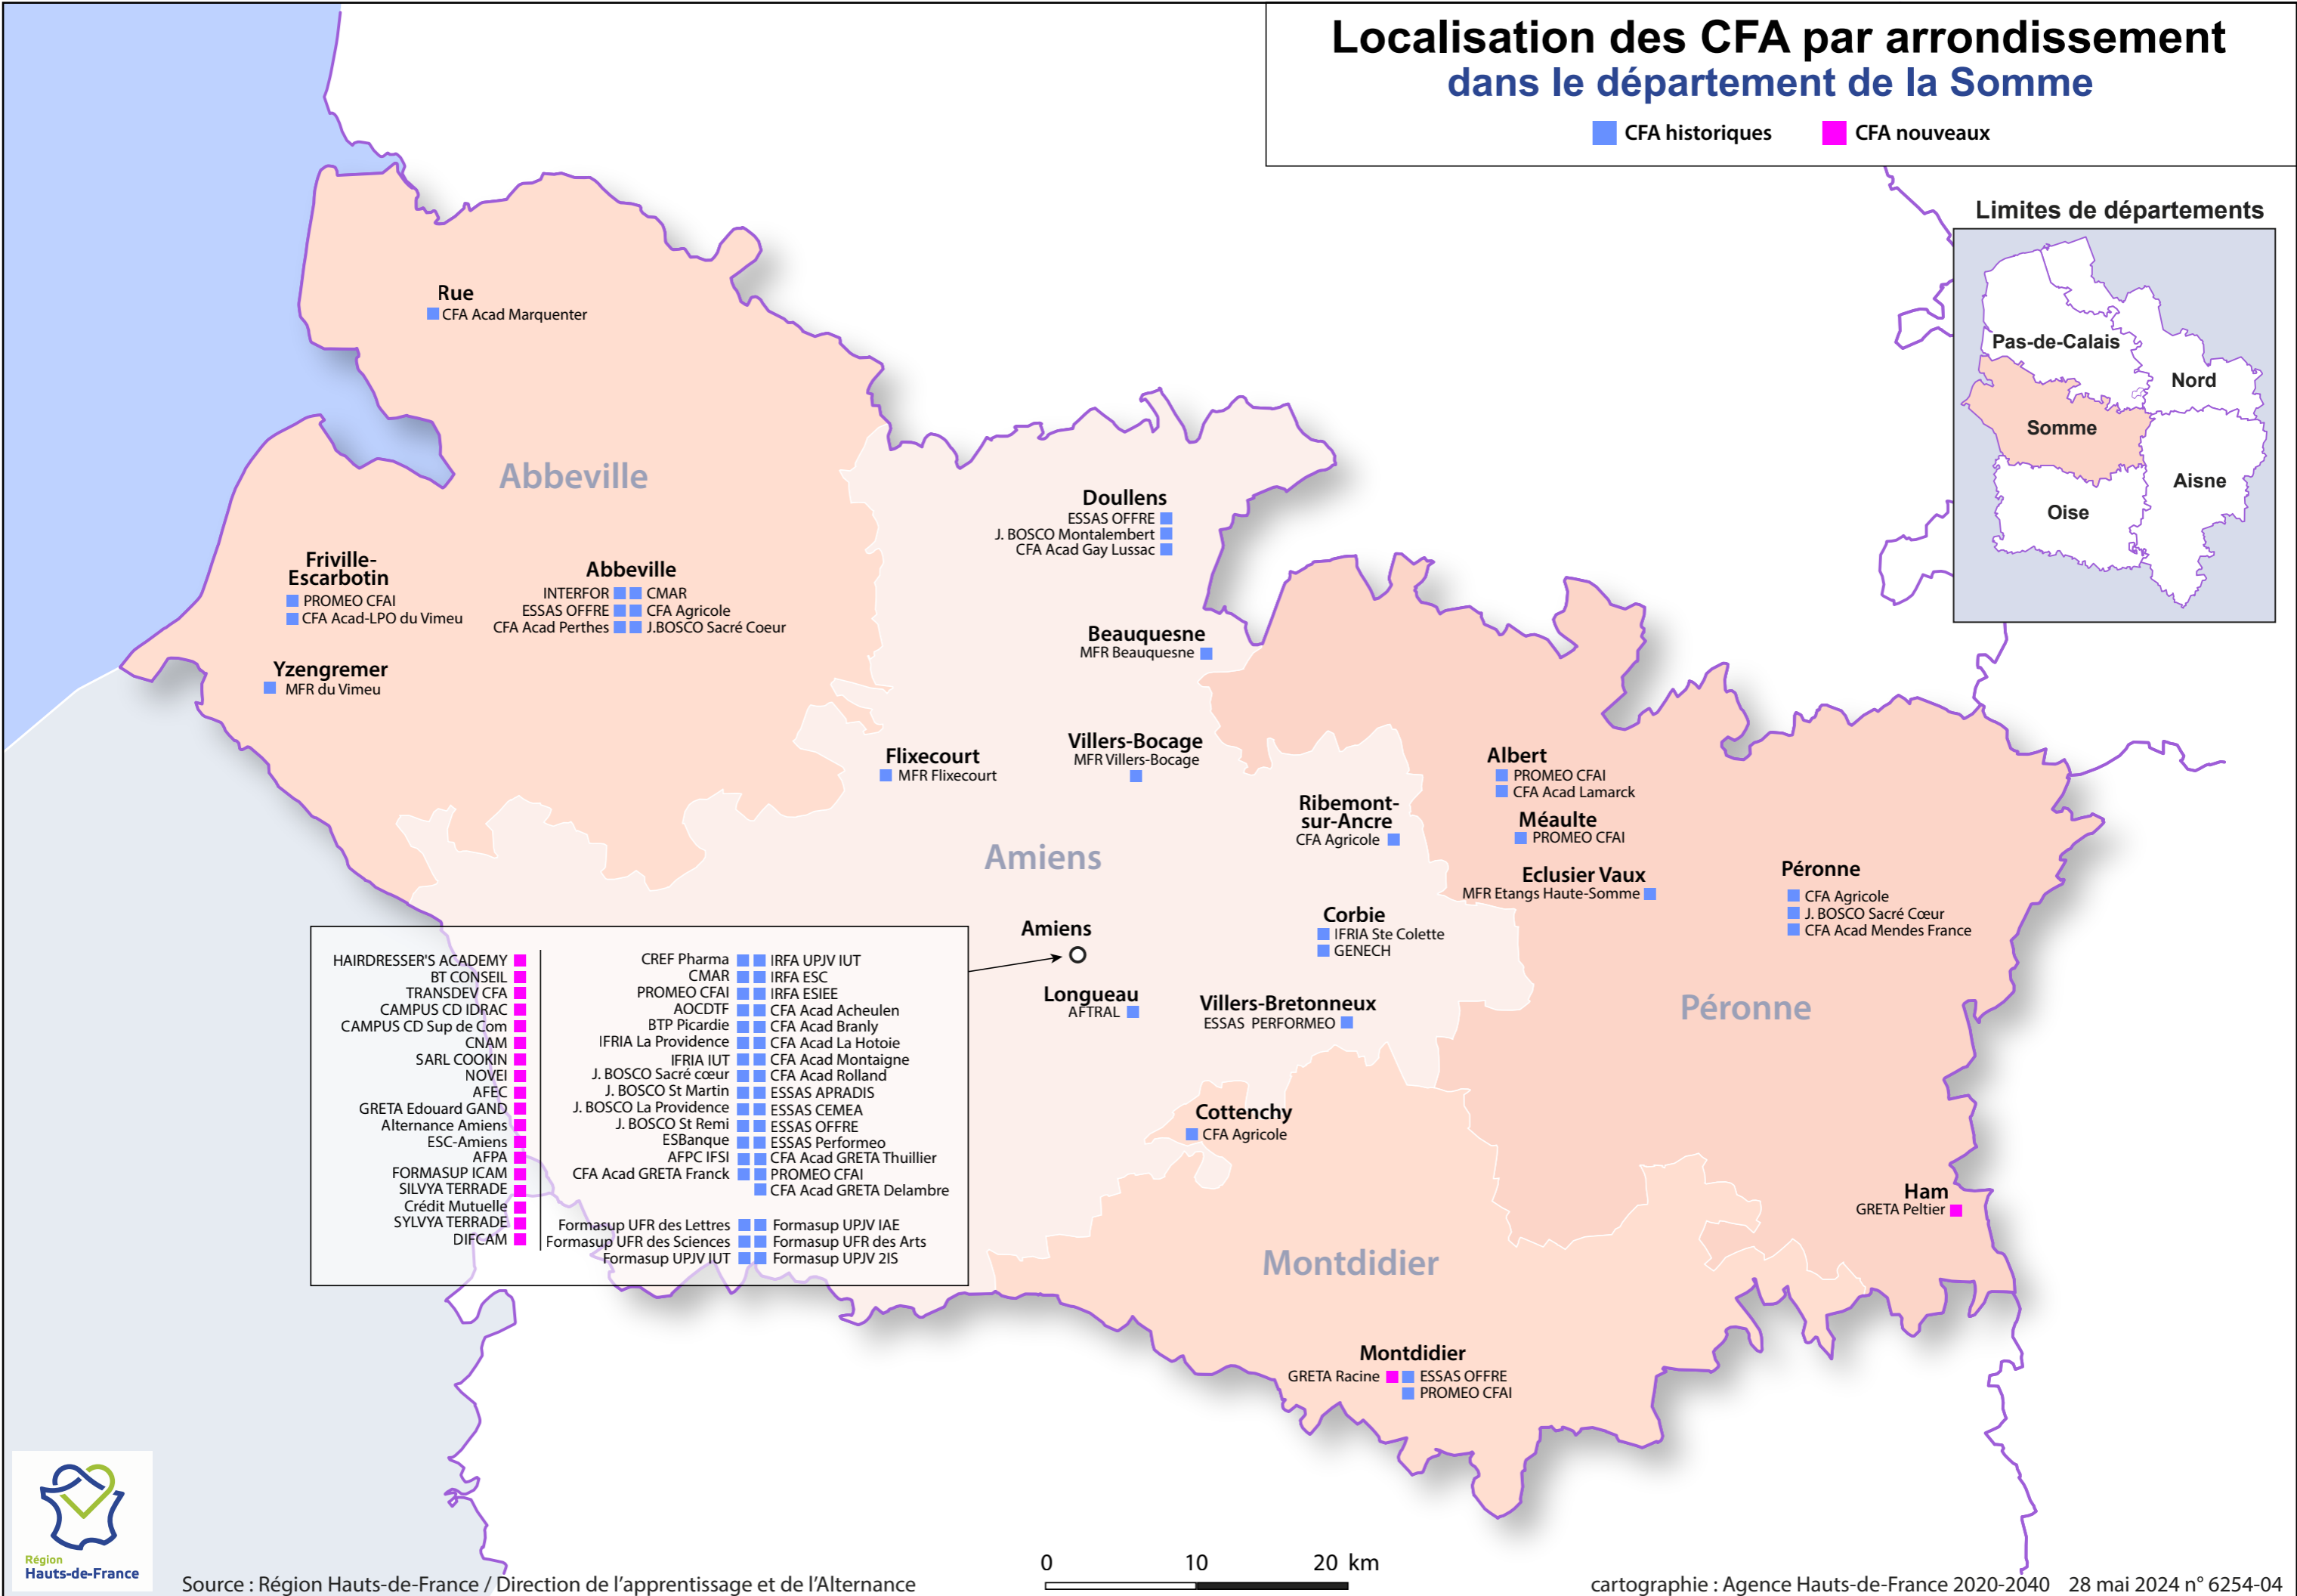 Localisation des CFA par arrondissement
dans le département de la Somme
CFA historiques
CFA nouveaux
Limites de départements
Pas-de-Calais
Nord
Somme
Aisne
Oise
Rue
CFA Acad Marquenter
Abbeville
Friville-
Escarbotin
PROMEO CFAI
CFA Acad-LPO du Vimeu
Abbeville
INTERFOR
CMAR
ESSAS OFFRE
CFA Agricole
CFA Acad Perthes
J.BOSCO Sacré Coeur
Yzengremer
MFR du Vimeu
Doullens
ESSAS OFFRE
J. BOSCO Montalembert
CFA Acad Gay Lussac
Beauquesne
MFR Beauquesne
Flixecourt
MFR Flixecourt
Villers-Bocage
MFR Villers-Bocage
Ribemont-
sur-Ancre
CFA Agricole
Amiens
Albert
PROMEO CFAI
CFA Acad Lamarck
Méaulte
PROMEO CFAI
Eclusier Vaux
MFR Etangs Haute-Somme
Péronne
CFA Agricole
J. BOSCO Sacré Cœur
CFA Acad Mendes France
Péronne
Amiens
Corbie
IFRIA Ste Colette
GENECH
Longueau
AFTRAL
Villers-Bretonneux
ESSAS PERFORMEO
HAIRDRESSER'S ACADEMY
BT CONSEIL
TRANSDEV CFA
CAMPUS CD IDRAC
CAMPUS CD Sup de Com
CNAM
SARL COOKIN
NOVEI
AFEC
GRETA Edouard GAND
Alternance Amiens
ESC-Amiens
AFPA
FORMASUP ICAM
SILVYA TERRADE
Crédit Mutuelle
SYLVYA TERRADE
DIFCAM
CREF Pharma
IRFA UPJV IUT
CMAR
IRFA ESC
PROMEO CFAI
IRFA ESIEE
AOCDTF
CFA Acad Acheulen
BTP Picardie
CFA Acad Branly
IFRIA La Providence
CFA Acad La Hotoie
IFRIA IUT
CFA Acad Montaigne
J. BOSCO Sacré cœur
CFA Acad Rolland
J. BOSCO St Martin
ESSAS APRADIS
J. BOSCO La Providence
ESSAS CEMEA
J. BOSCO St Remi
ESSAS OFFRE
ESBanque
ESSAS Performeo
AFPC IFSI
CFA Acad GRETA Thuillier
CFA Acad GRETA Franck
PROMEO CFAI
CFA Acad GRETA Delambre
Formasup UFR des Lettres
Formasup UPJV IAE
Formasup UFR des Sciences
Formasup UFR des Arts
Formasup UPJV IUT
Formasup UPJV 2IS
Cottenchy
CFA Agricole
Ham
GRETA Peltier
Montdidier
Montdidier
GRETA Racine
ESSAS OFFRE
PROMEO CFAI
Région
Hauts-de-France
0 10 20 km
Source : Région Hauts-de-France / Direction de l'apprentissage et de l'Alternance
cartographie : Agence Hauts-de-France 2020-2040 28 mai 2024 n° 6254-04